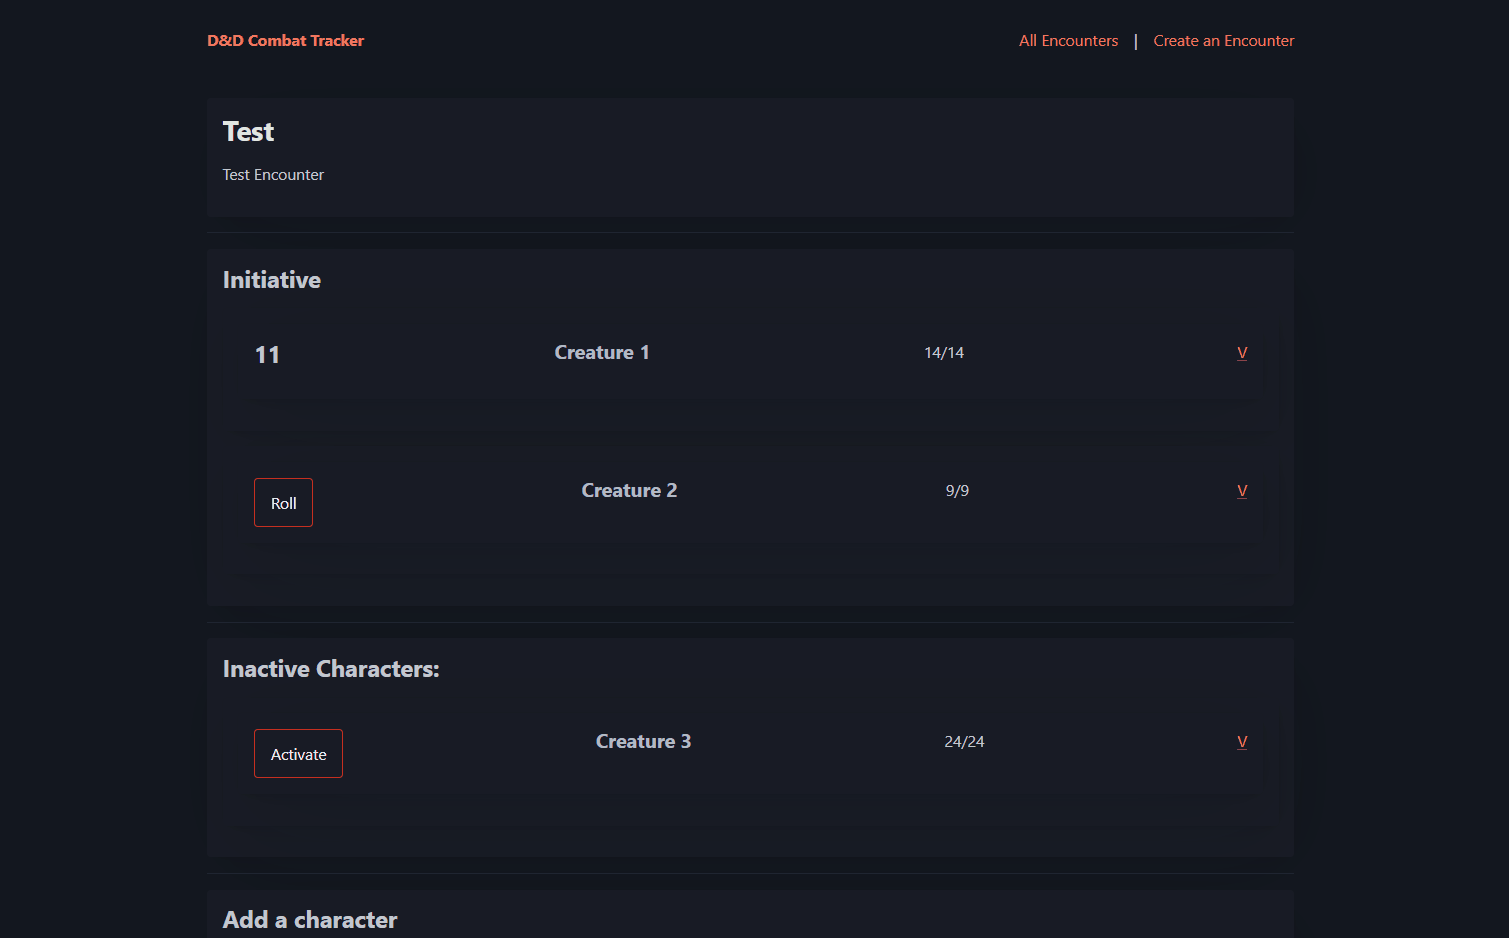 D&D Combat Tracker
All Encounters | Create an Encounter
Test
Test Encounter
Initiative
11 Creature 1 14/14 V
Roll Creature 2 9/9 V
Inactive Characters:
Activate Creature 3 24/24 V
Add a character